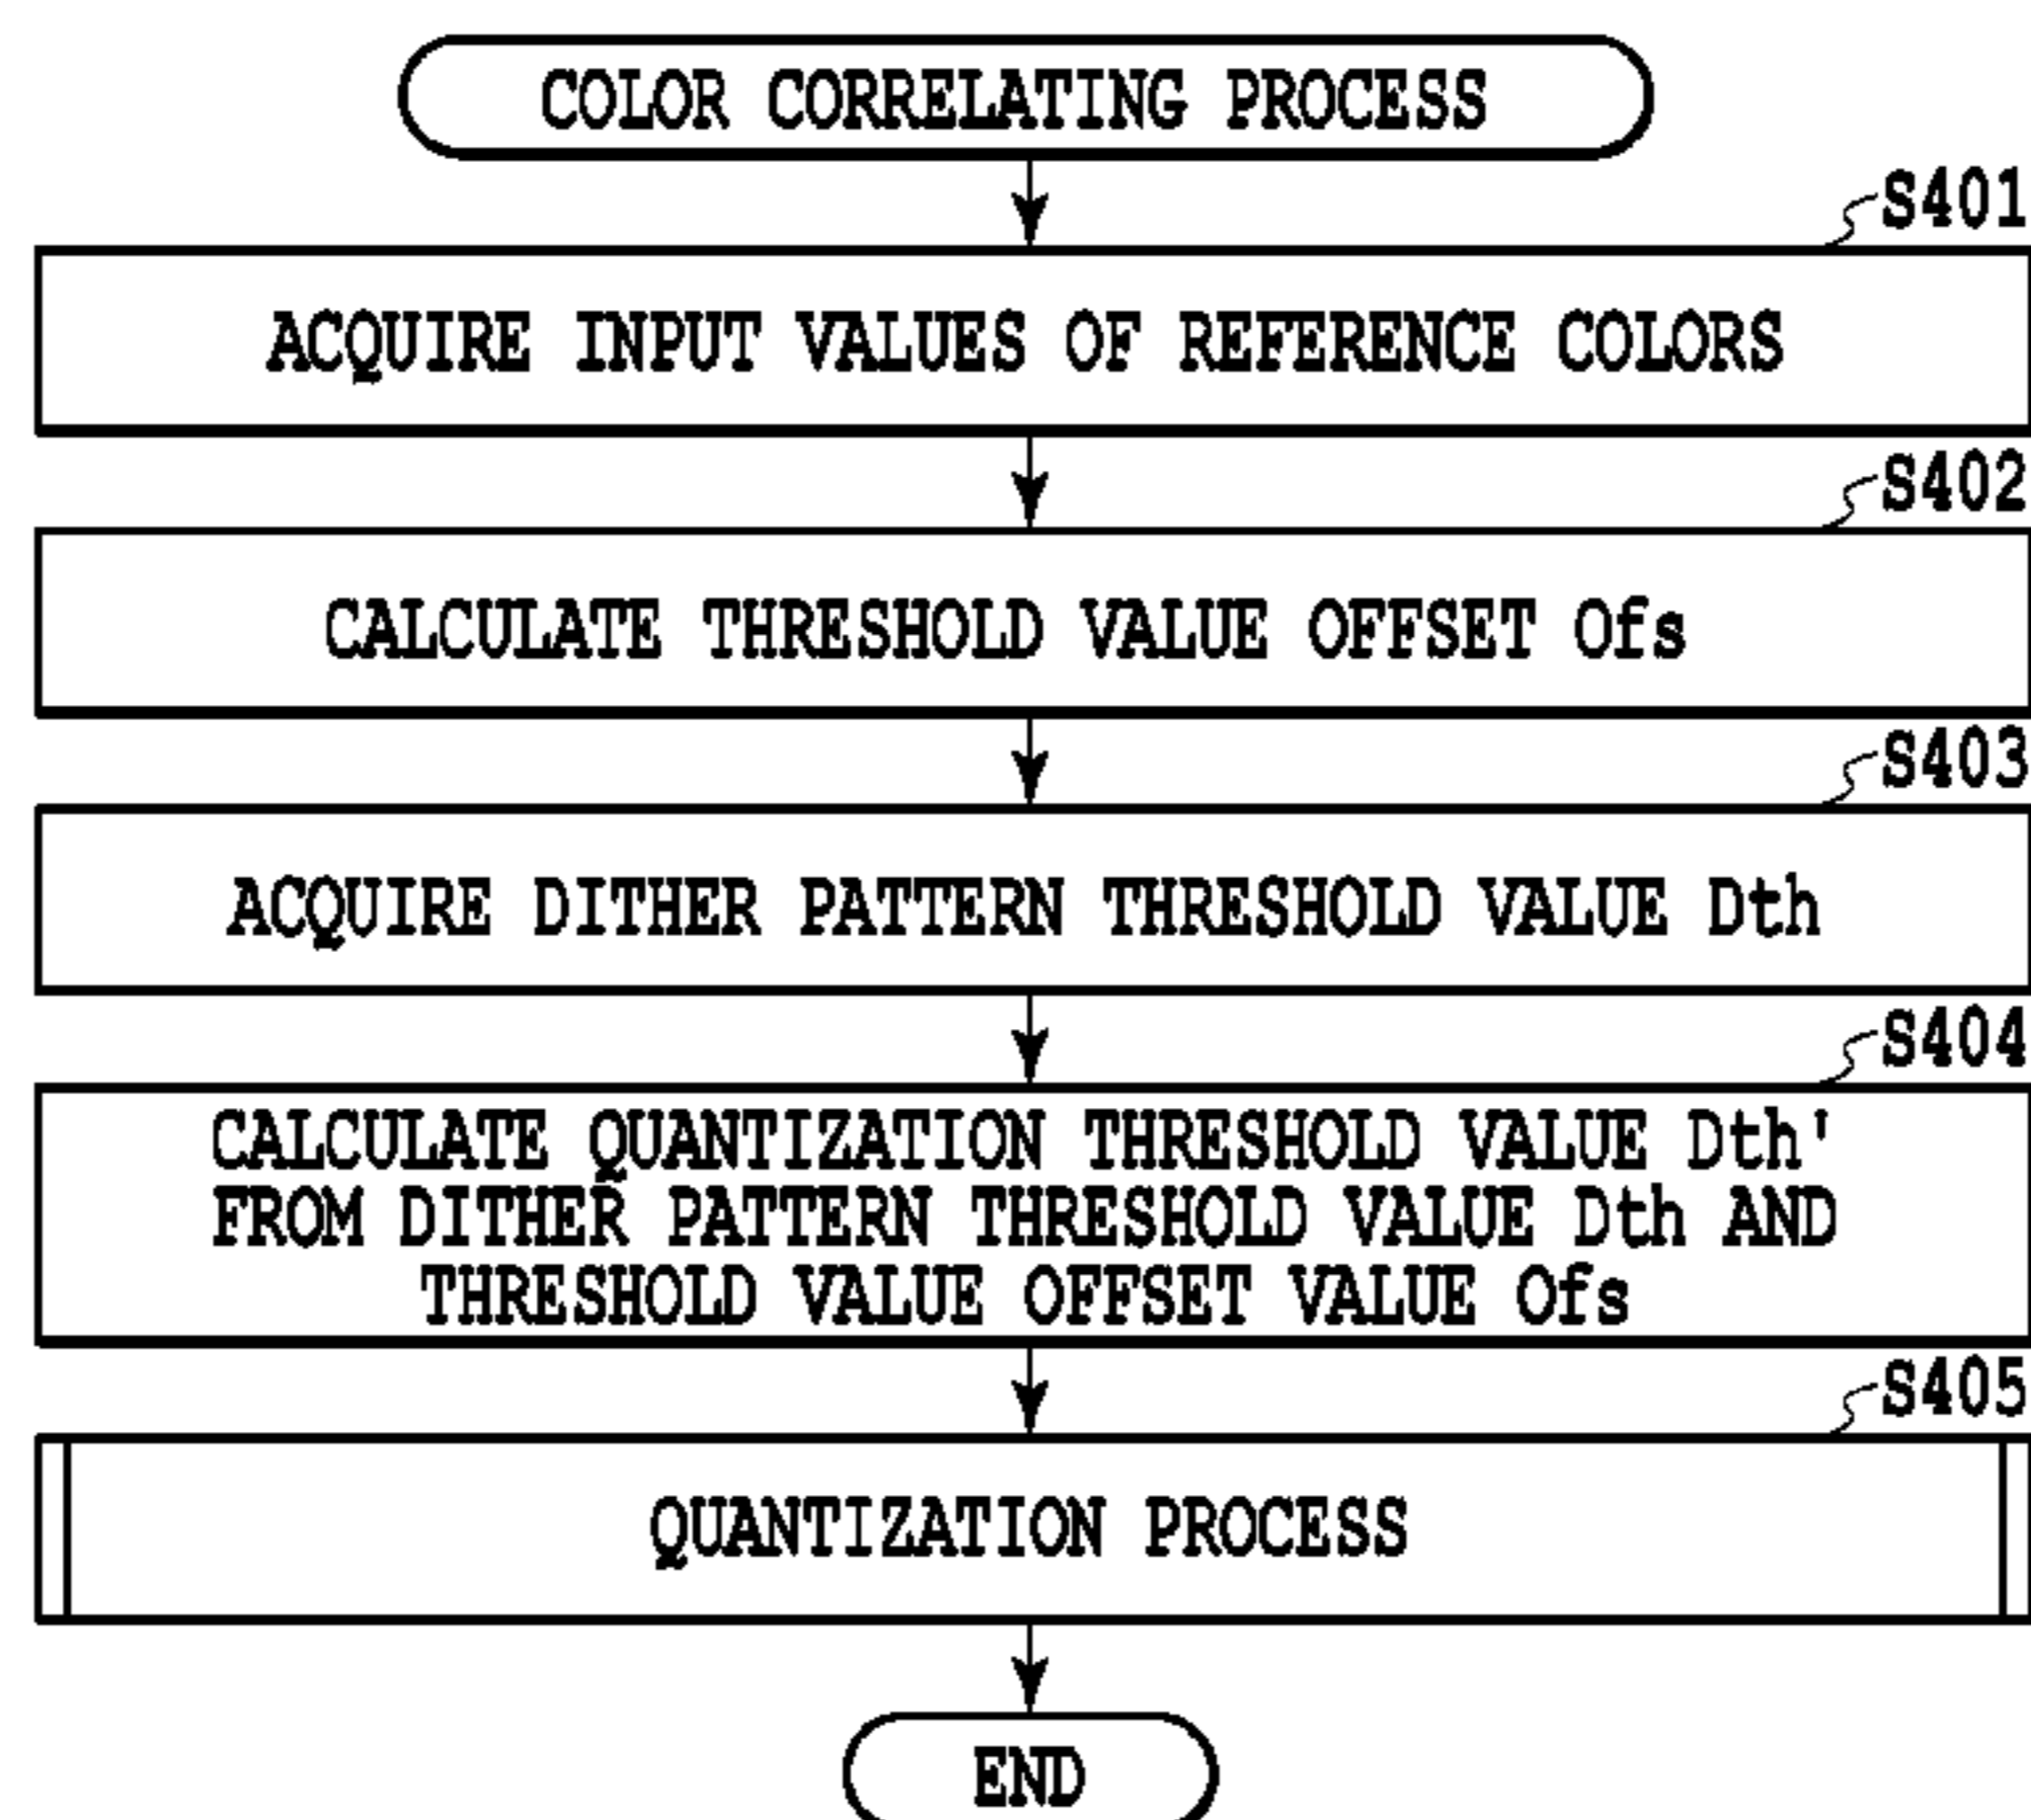 COLOR CORRELATING PROCESS
S401
ACQUIRE INPUT VALUES OF REFERENCE COLORS
S402
CALCULATE THRESHOLD VALUE OFFSET Ofs
S403
ACQUIRE DITHER PATTERN THRESHOLD VALUE Dth
S404
CALCULATE QUANTIZATION THRESHOLD VALUE Dth'
FROM DITHER PATTERN THRESHOLD VALUE Dth AND
THRESHOLD VALUE OFFSET VALUE Ofs
S405
QUANTIZATION PROCESS
END